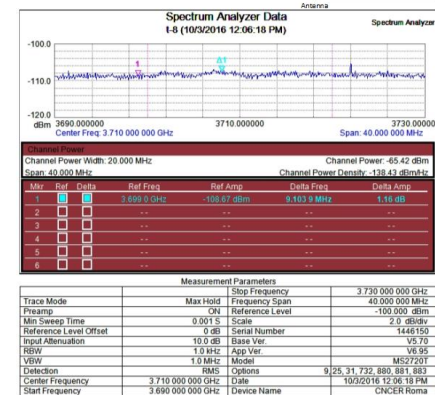 Antenna
Spectrum Analyzer Data
Spectrum Analyzer
t-8 (10/3/2016 12:06:18 PM)
-100.0
1
Δ1
-110.0
-120.0
dBm 3690.000000 3710.000000 3730.00000
Center Freq: 3.710 000 000 GHz Span: 40.000 000 MHz
Channel Power
Channel Power Width: 20.000 MHz Channel Power: -65.42 dBm
Span: 40.000 MHz Channel Power Density: -138.43 dBm/Hz
Mkr Ref Delta Ref Freq Ref Amp Delta Freq Delta Amp
1 3.699 0 GHz -108.67 dBm 9.103 9 MHz 1.16 dB
2 -- -- -- --
3 -- -- -- --
4 -- -- -- --
5 -- -- -- --
6 -- -- -- --
Measurement Parameters
Stop Frequency 3.730 000 000 GHz
Trace Mode Max Hold Frequency Span 40.000 000 MHz
Preamp ON Reference Level -100.000 dBm
Min Sweep Time 0.001 S Scale 2.0 dB/div
Reference Level Offset 0 dB Serial Number 1446150
Input Attenuation 10.0 dB Base Ver. V5.70
RBW 1.0 kHz App Ver. V6.95
VBW 1.0 MHz Model MS2720T
Detection RMS Options 9, 25, 31, 732, 880, 881, 883
Center Frequency 3.710 000 000 GHz Date 10/3/2016 12:06:18 PM
Start Frequency 3.690 000 000 GHz Device Name CNCER Roma